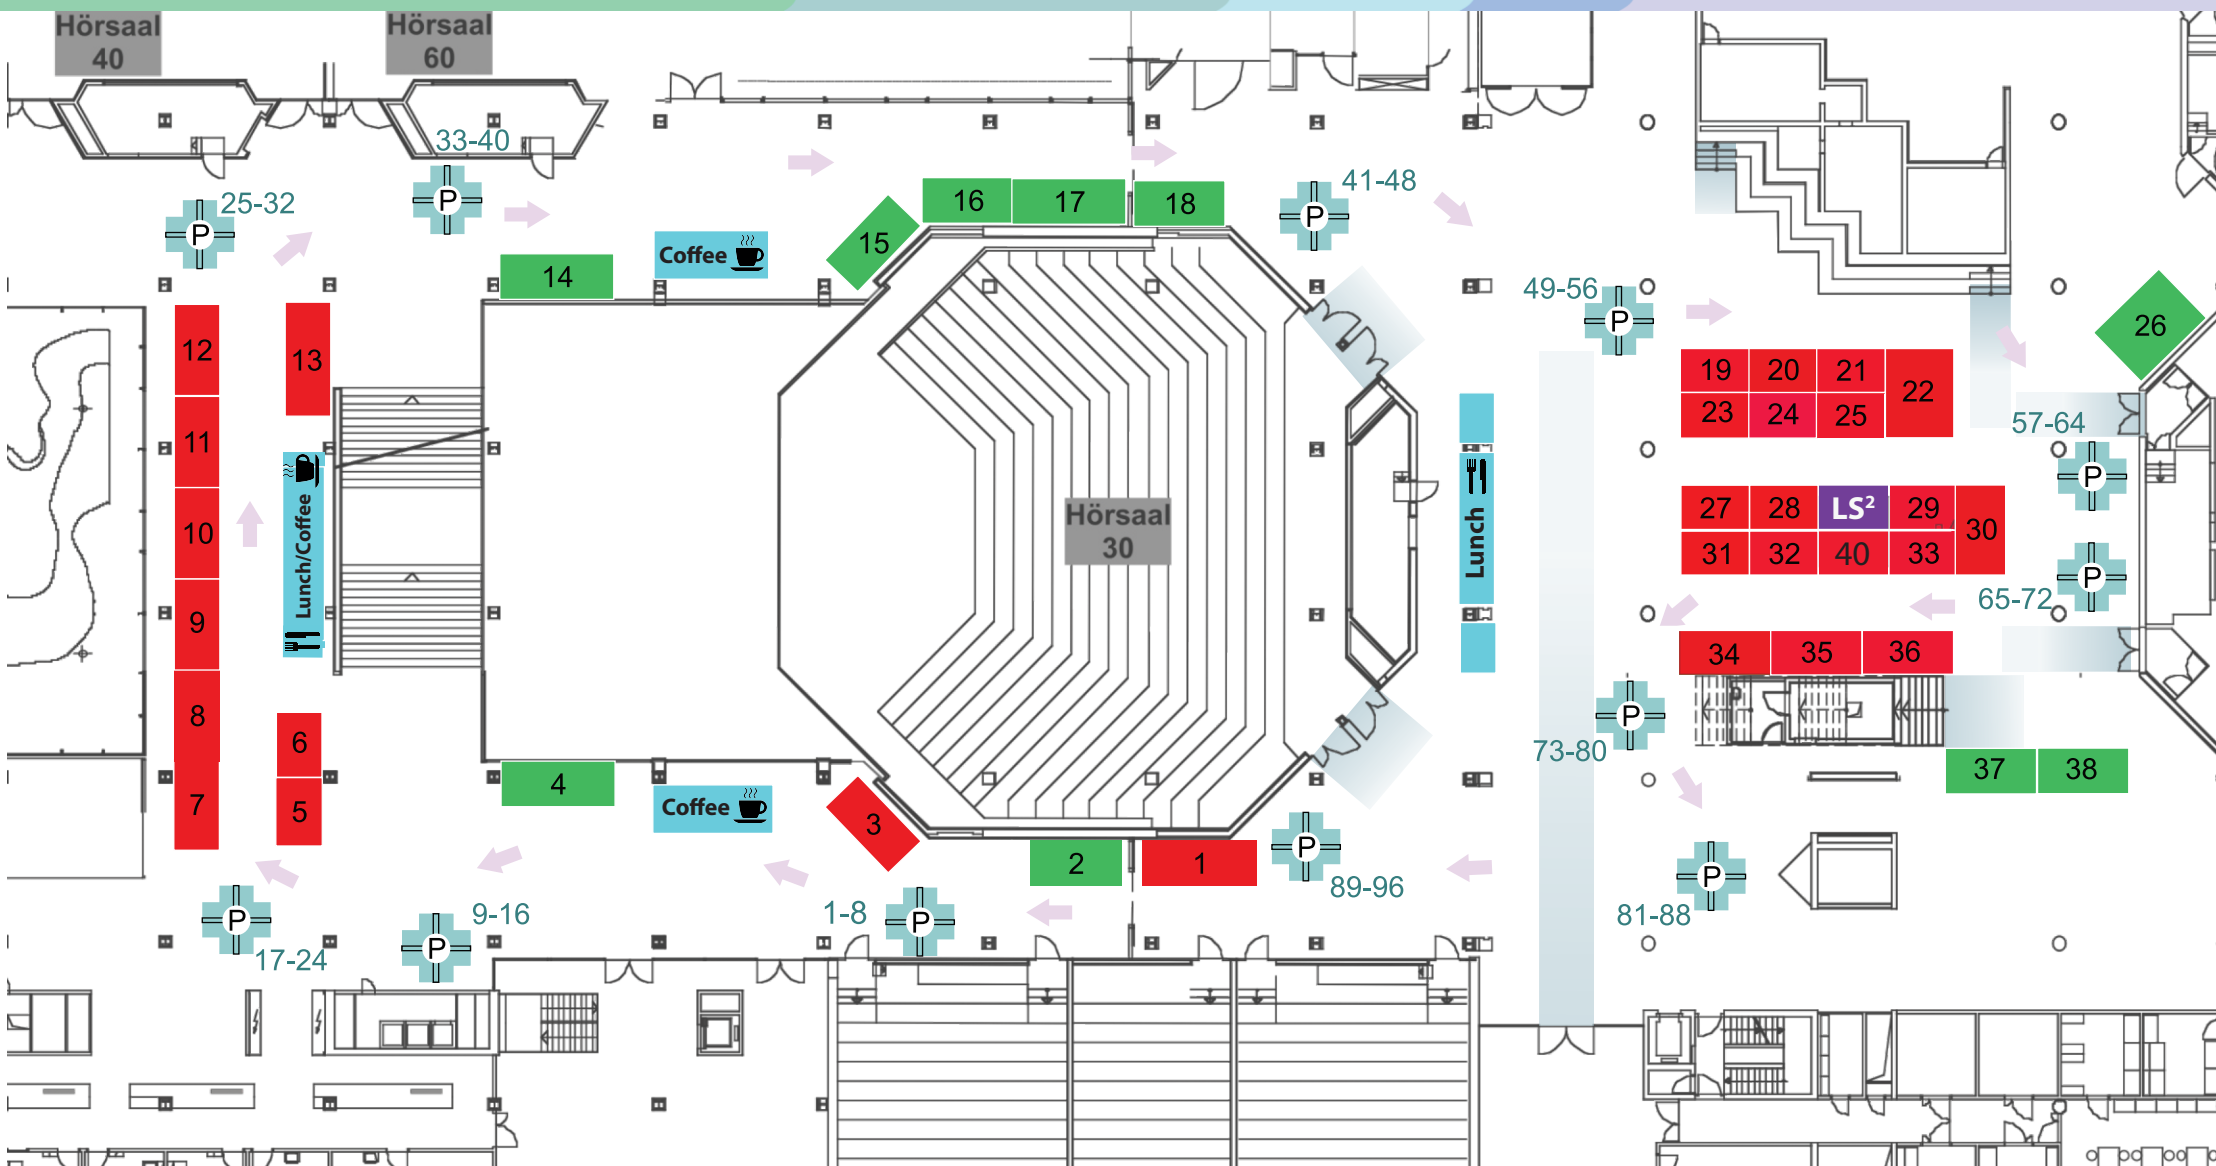 Hörsaal
40
Hörsaal
60
33-40
25-32
41-48
P
P
P
16
17
18
15
Coffee
14
49-56
P
26
12
13
19
20
21
22
23
24
25
57-64
P
11
Lunch/Coffee
10
9
Hörsaal
30
Lunch
27
28
LS²
29
30
31
32
40
33
65-72
P
34
35
36
8
6
7
5
4
Coffee
3
2
1
73-80
P
37
38
P
89-96
P
81-88
1-8
P
9-16
P
P
17-24